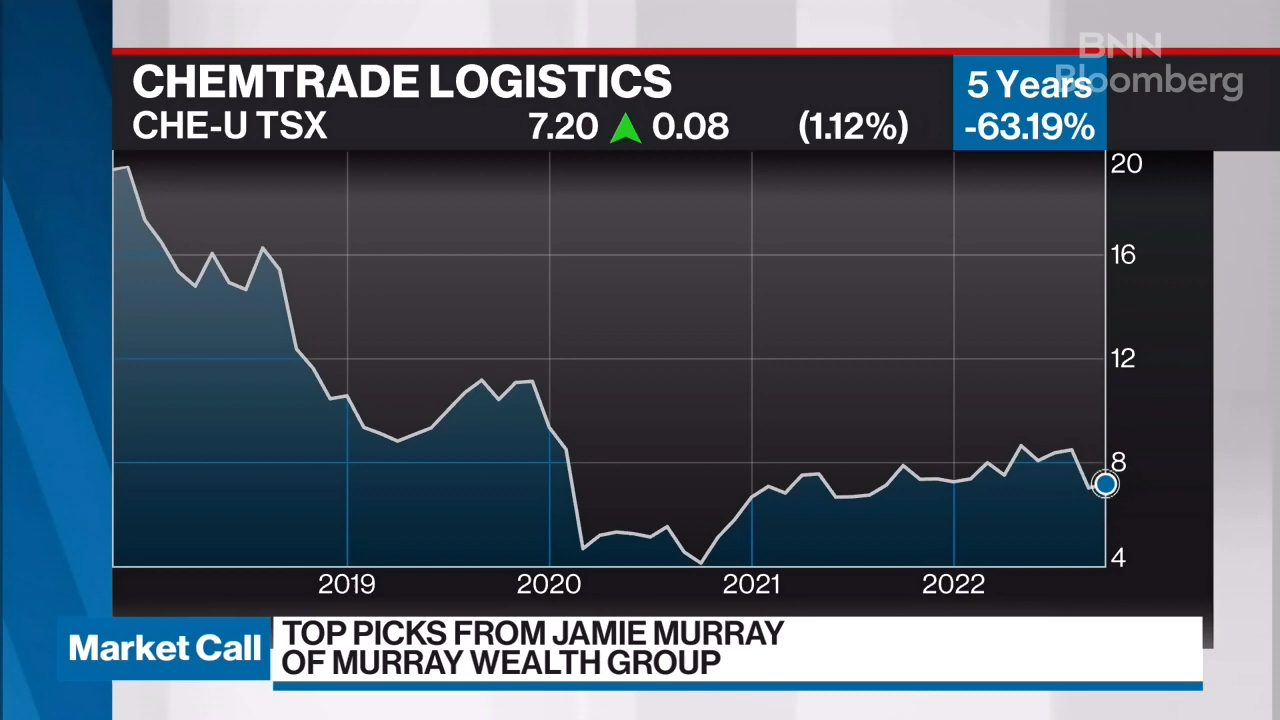 BNN
Bloomberg
CHEMTRADE LOGISTICS
CHE-U TSX
7.20 0.08 (1.12%)
5 Years
-63.19%
20
16
12
8
4
2019 2020 2021 2022
Market Call
TOP PICKS FROM JAMIE MURRAY
OF MURRAY WEALTH GROUP